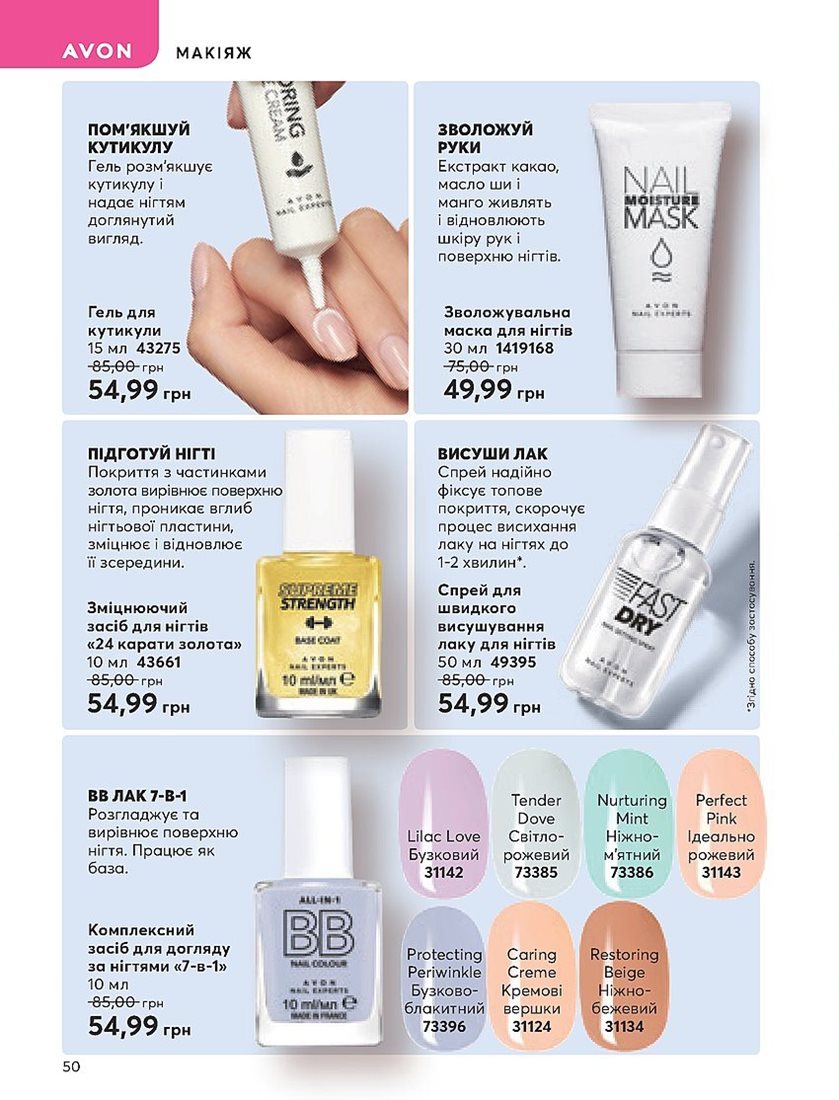 AVON
МАКІЯЖ
ПОМ'ЯКШУЙ
КУТИКУЛУ
Гель розм'якшує
кутикулу і
надає нігтям
доглянутий
вигляд.
Гель для
кутикули
15 мл 43275
85,00 грн
54,99 грн
CREAM
AVON
NAIL EXPERTS
ЗВОЛОЖУЙ
РУКИ
Екстракт какао,
масло ши і
манго живлять
і відновлюють
шкіру рук і
поверхню нігтів.
Зволожувальна
маска для нігтів
30 мл 1419168
75,00 грн
49,99 грн
NAIL
MOISTURE
MASK
AVON
NAIL EXPERTS
ПІДГОТУЙ НІГТІ
Покриття з частинками
золота вирівнює поверхню
нігтя, проникає вглиб
нігтьової пластини,
зміцнює і відновлює
її зсередини.
Зміцнюючий
засіб для нігтів
«24 карати золота»
10 мл 43661
85,00 грн
54,99 грн
SUPREME
STRENGTH
BASE COAT
AVON
NAIL EXPERTS
10 ml/мл e
MADE IN UK
ВИСУШИ ЛАК
Спрей надійно
фіксує топове
покриття, скорочує
процес висихання
лаку на нігтях до
1-2 хвилин*.
Спрей для
швидкого
висушування
лаку для нігтів
50 мл 49395
85,00 грн
54,99 грн
FAST
DRY
AVON
NAIL EXPERTS
*Згідно способу застосування.
BB ЛАК 7-В-1
Розгладжує та
вирівнює поверхню
нігтя. Працює як
база.
Комплексний
засіб для догляду
за нігтями «7-в-1»
10 мл
85,00 грн
54,99 грн
ALL-IN-1
BB
NAIL COLOUR
AVON
NAIL EXPERTS
10 ml/мл e
MADE IN FRANCE
Lilac Love
Бузковий
31142
Tender
Dove
Світло-
рожевий
73385
Nurturing
Mint
Ніжно-
м'ятний
73386
Perfect
Pink
Ідеально
рожевий
31143
Protecting
Periwinkle
Бузково-
блакитний
73396
Caring
Creme
Кремові
вершки
31124
Restoring
Beige
Ніжно-
бежевий
31134
50